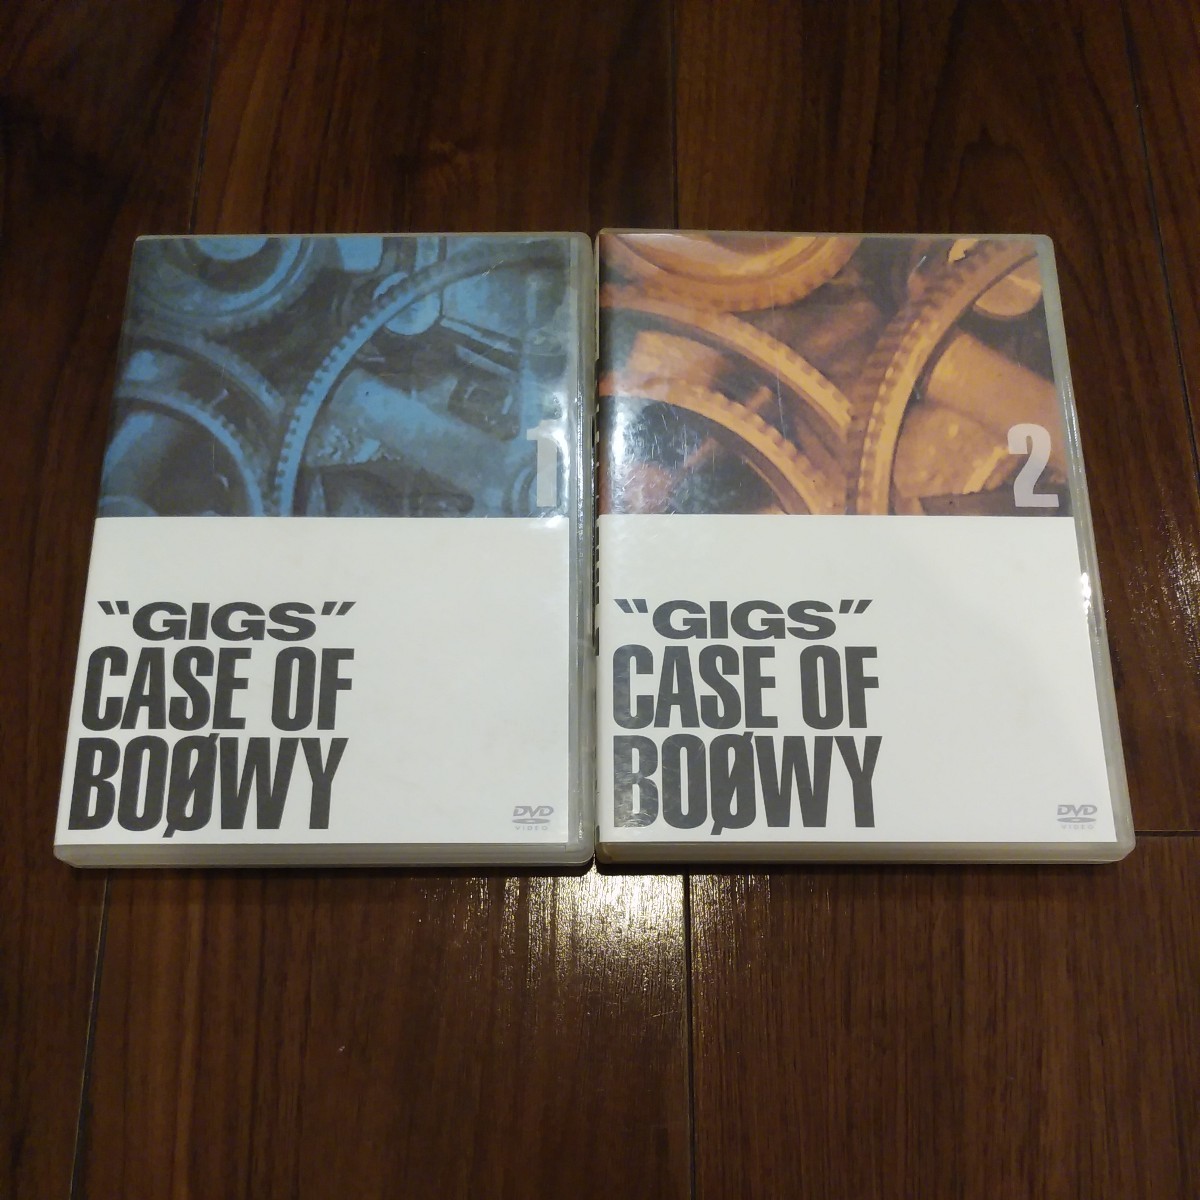 1
"GIGS"
CASE OF
BOØWY
DVD
VIDEO
2
"GIGS"
CASE OF
BOØWY
DVD
VIDEO